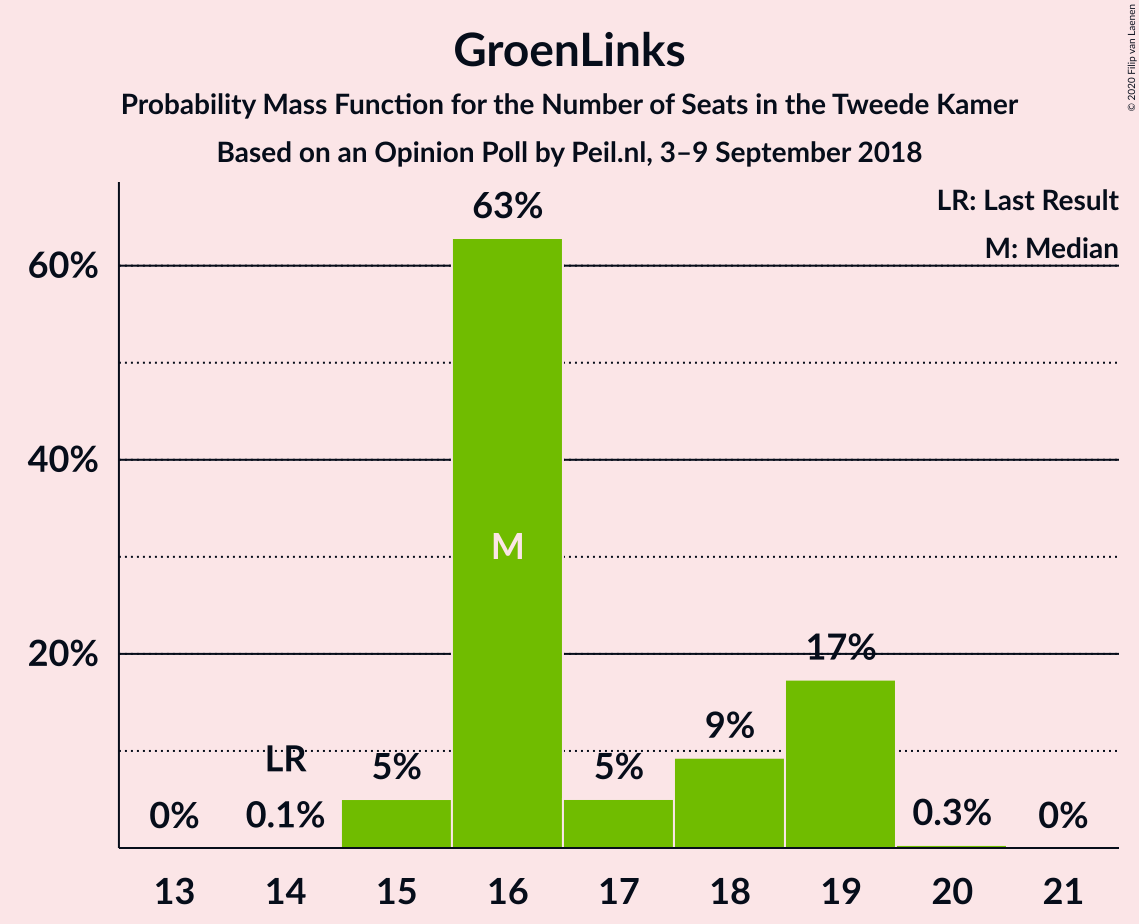 GroenLinks
Probability Mass Function for the Number of Seats in the Tweede Kamer
Based on an Opinion Poll by Peil.nl, 3–9 September 2018
© 2020 Filip van Laenen
LR: Last Result
M: Median
60%
40%
20%
0%
LR
0.1%
5%
63%
M
5%
9%
17%
0.3%
0%
13 14 15 16 17 18 19 20 21